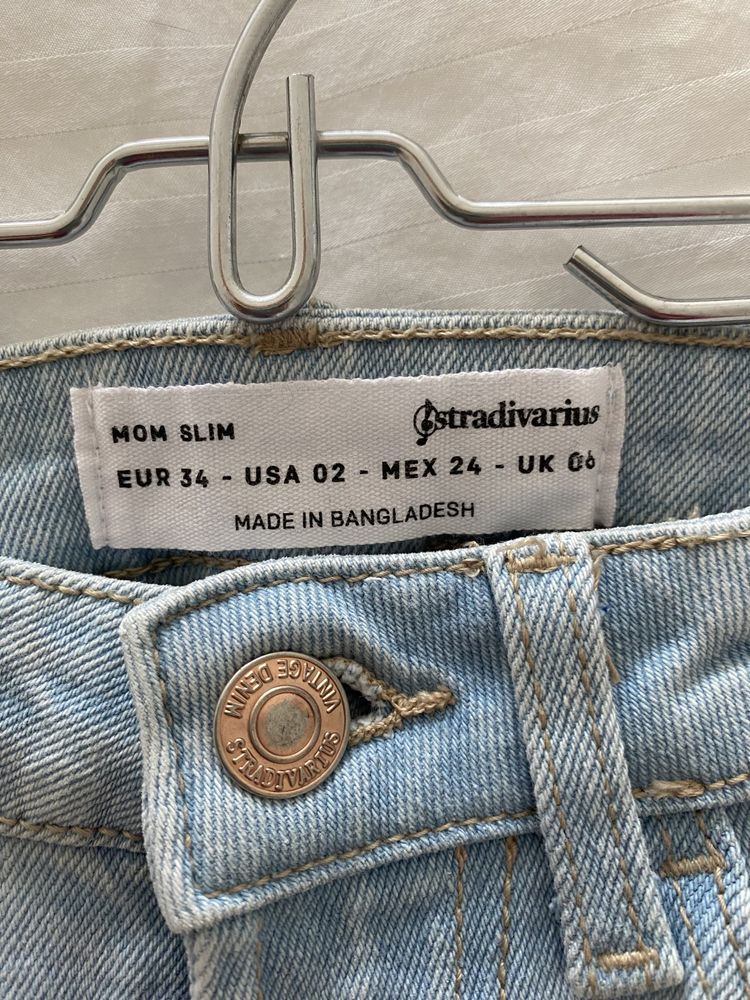 MOM SLIM stradivarius
EUR 34 - USA 02 - MEX 24 - UK 06
MADE IN BANGLADESH
VINTAGE DENIM
STRADIVARIUS